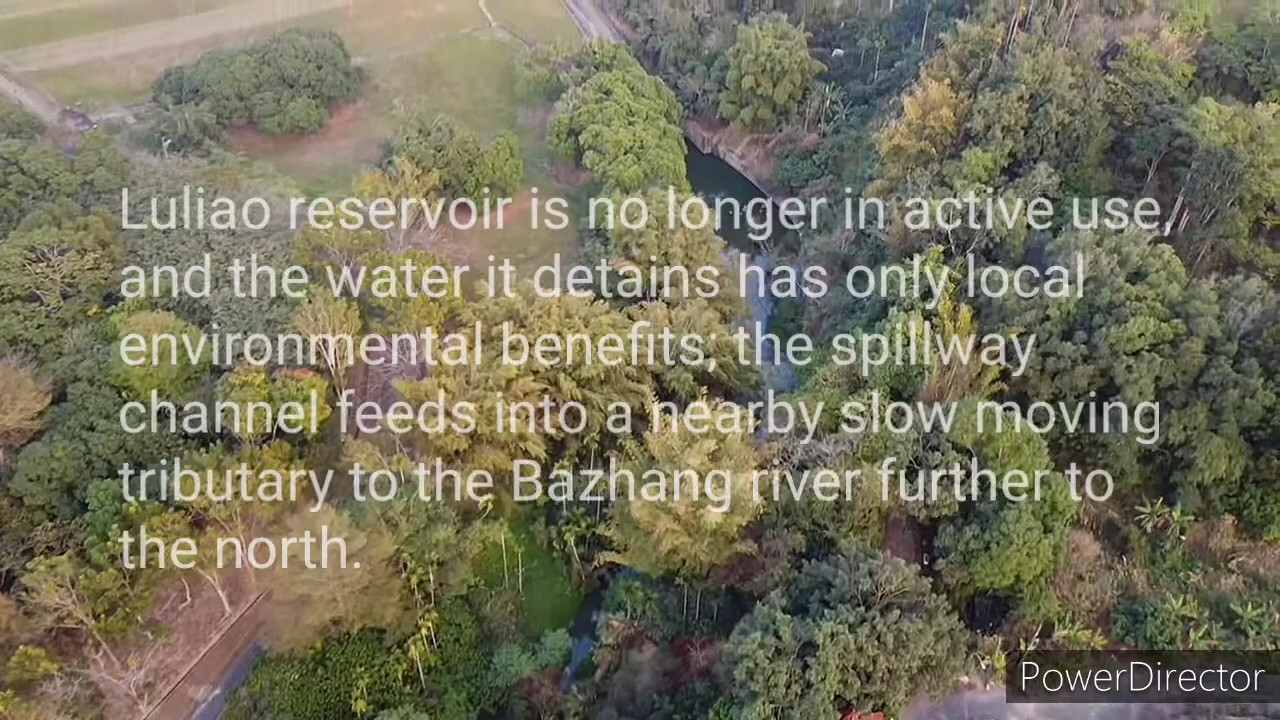 Luliao reservoir is no longer in active use,
and the water it detains has only local
environmental benefits; the spillway
channel feeds into a nearby slow moving
tributary to the Bazhang river further to
the north.
PowerDirector